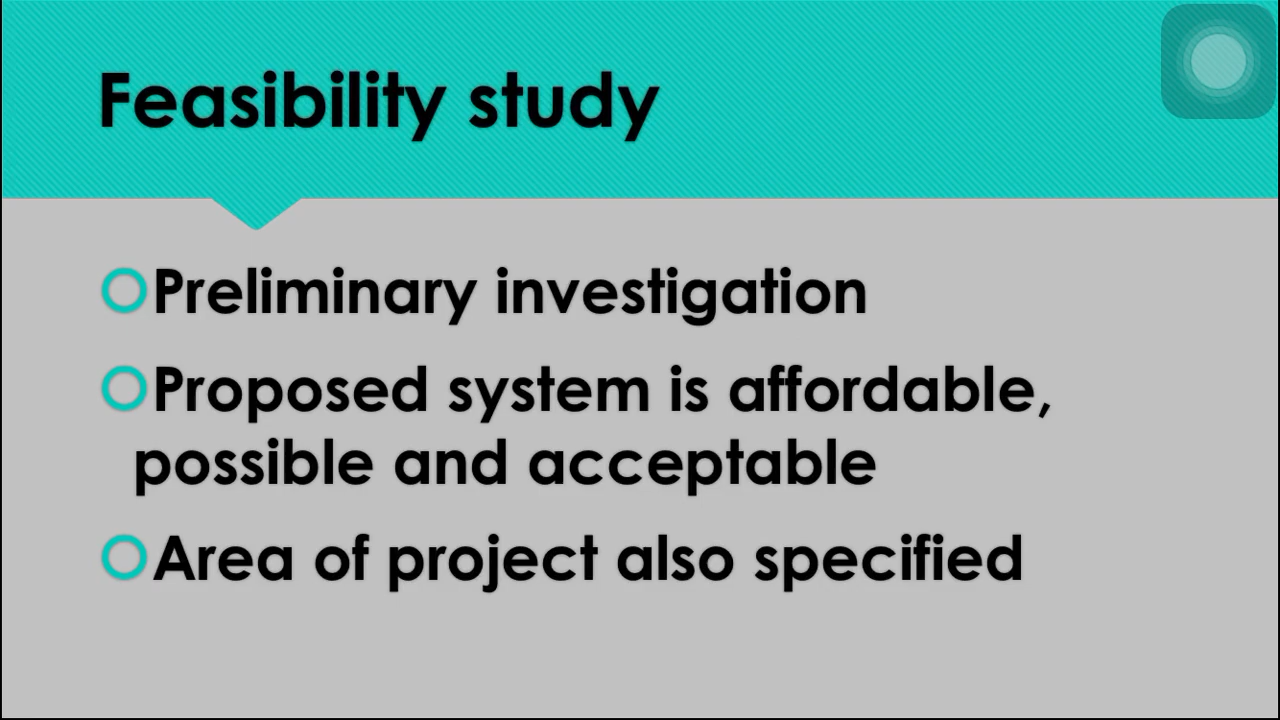 Feasibility study
Preliminary investigation
Proposed system is affordable,
possible and acceptable
Area of project also specified